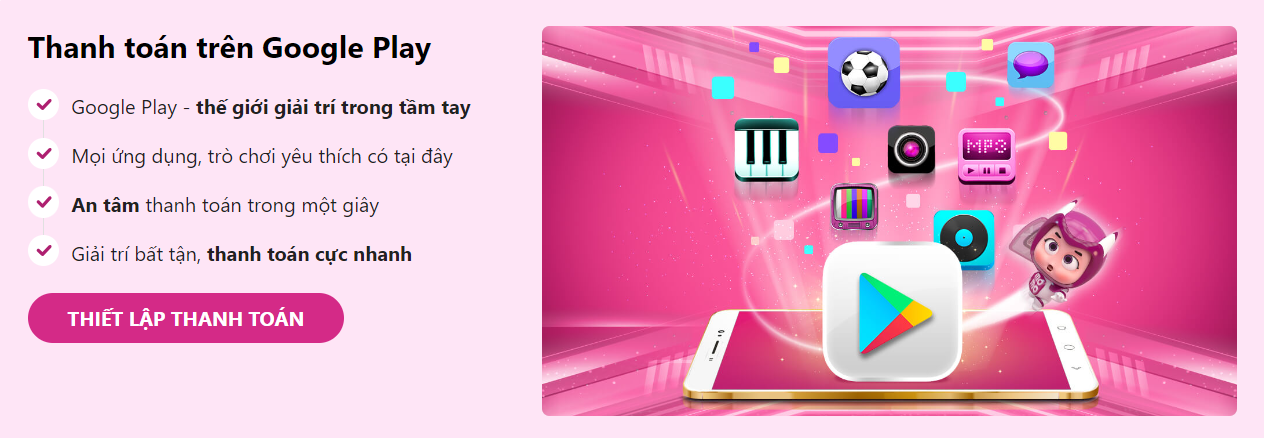 Thanh toán trên Google Play
Google Play - thế giới giải trí trong tầm tay
Mọi ứng dụng, trò chơi yêu thích có tại đây
An tâm thanh toán trong một giây
Giải trí bất tận, thanh toán cực nhanh
THIẾT LẬP THANH TOÁN
MP3